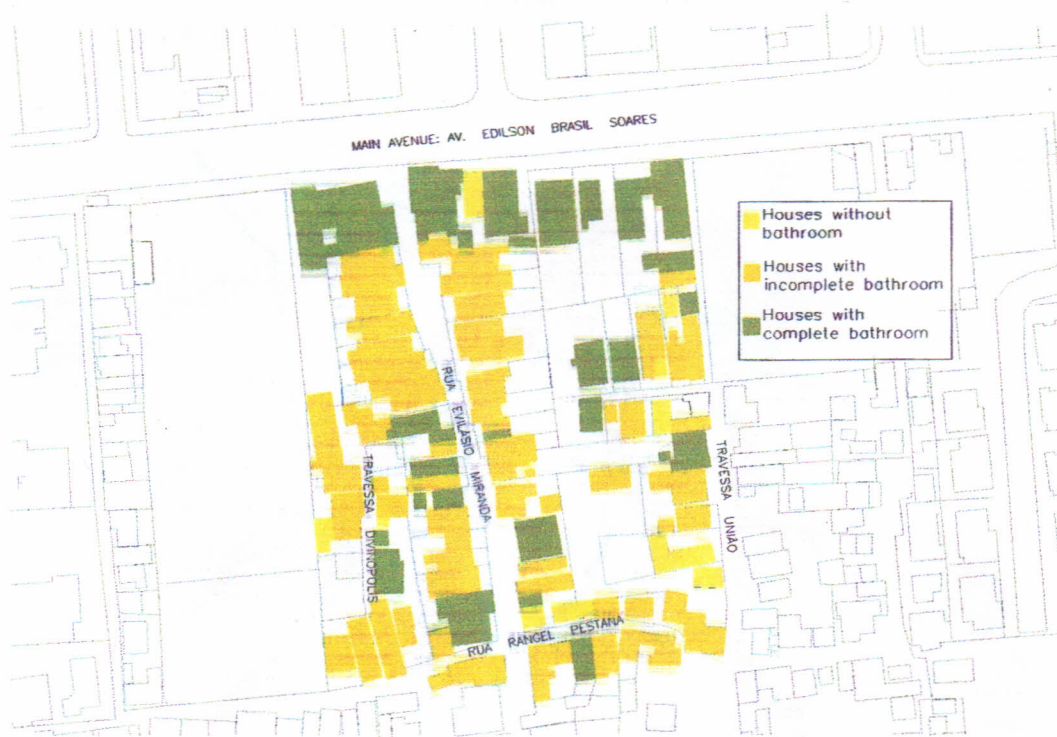 MAIN AVENUE: AV. EDILSON BRASIL SOARES
Houses without
bathroom
Houses with
incomplete bathroom
Houses with
complete bathroom
RUA EVILASIO MIRANDA
TRAVESSA DIVINOPOLIS
TRAVESSA UNIAO
RUA RANGEL PESTANA